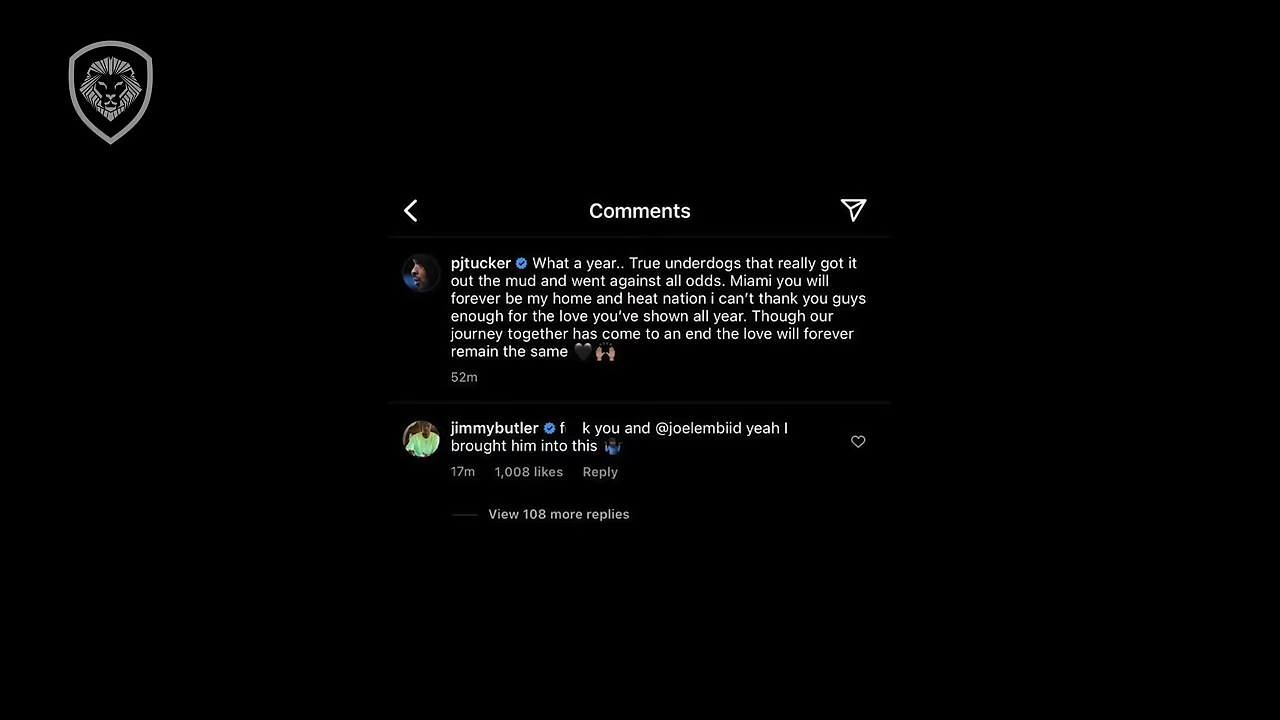 Comments
pjtucker What a year.. True underdogs that really got it
out the mud and went against all odds. Miami you will
forever be my home and heat nation i can’t thank you guys
enough for the love you’ve shown all year. Though our
journey together has come to an end the love will forever
remain the same 🖤🙌🏽
52m
jimmybutler f k you and @joelembiid yeah I
brought him into this 🤷🏿‍♂️
17m 1,008 likes Reply
View 108 more replies